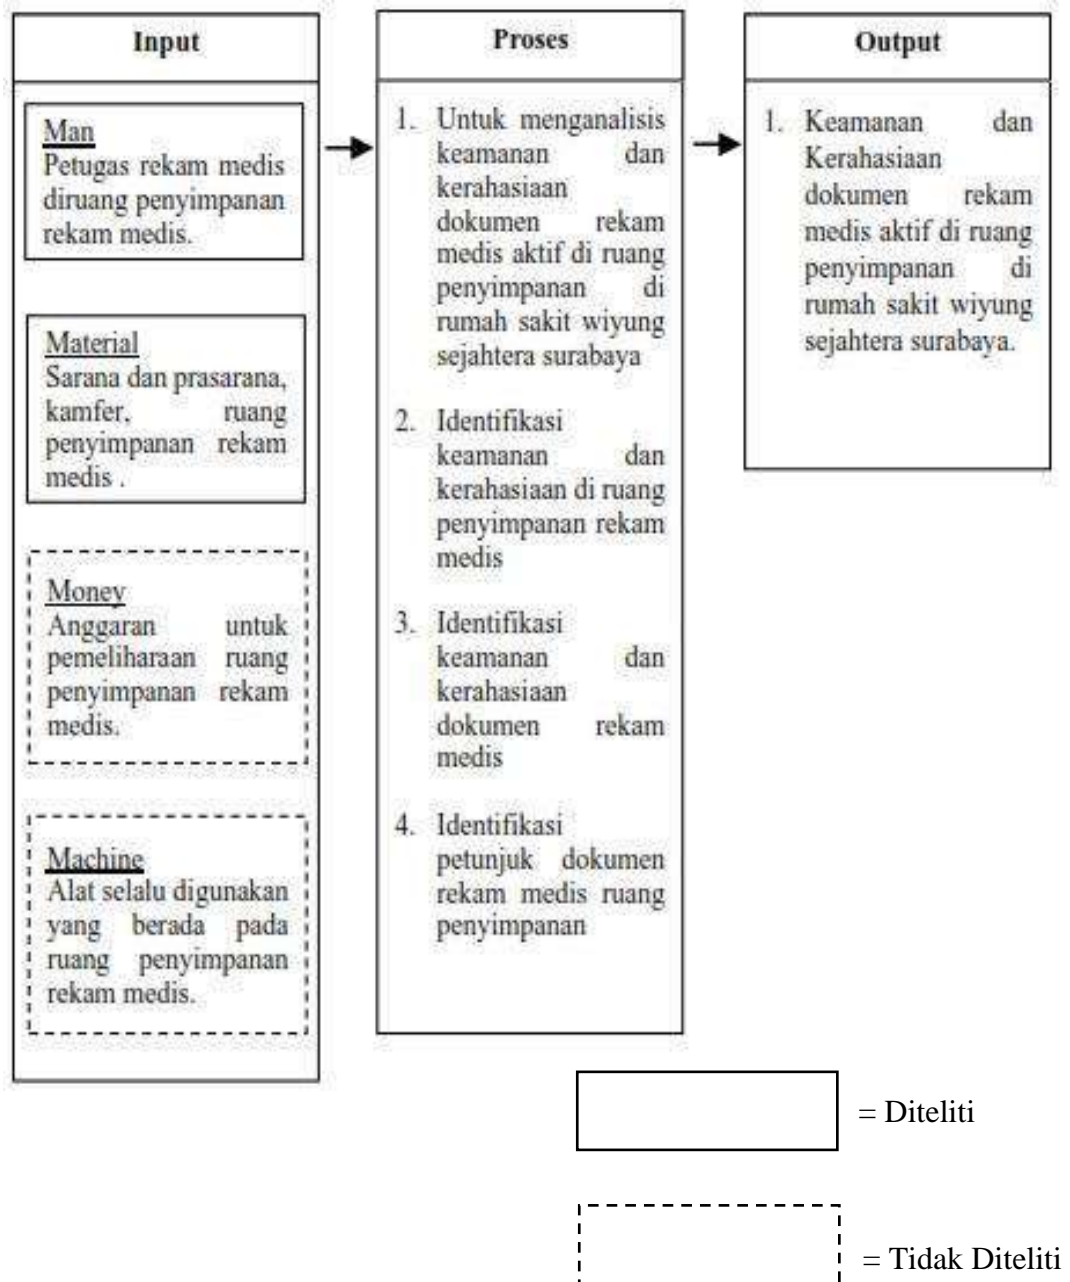 Input
Man
Petugas rekam medis
diruang penyimpanan
rekam medis.
Material
Sarana dan prasarana,
kamfer, ruang
penyimpanan rekam
medis .
Money
Anggaran untuk
pemeliharaan ruang
penyimpanan rekam
medis.
Machine
Alat selalu digunakan
yang berada pada
ruang penyimpanan
rekam medis.
Proses
1. Untuk menganalisis
keamanan dan
kerahasiaan
dokumen rekam
medis aktif di ruang
penyimpanan di
rumah sakit wiyung
sejahtera surabaya
2. Identifikasi
keamanan dan
kerahasiaan di ruang
penyimpanan rekam
medis
3. Identifikasi
keamanan dan
kerahasiaan
dokumen rekam
medis
4. Identifikasi
petunjuk dokumen
rekam medis ruang
penyimpanan
Output
1. Keamanan dan
Kerahasiaan
dokumen rekam
medis aktif di ruang
penyimpanan di
rumah sakit wiyung
sejahtera surabaya.
= Diteliti
= Tidak Diteliti